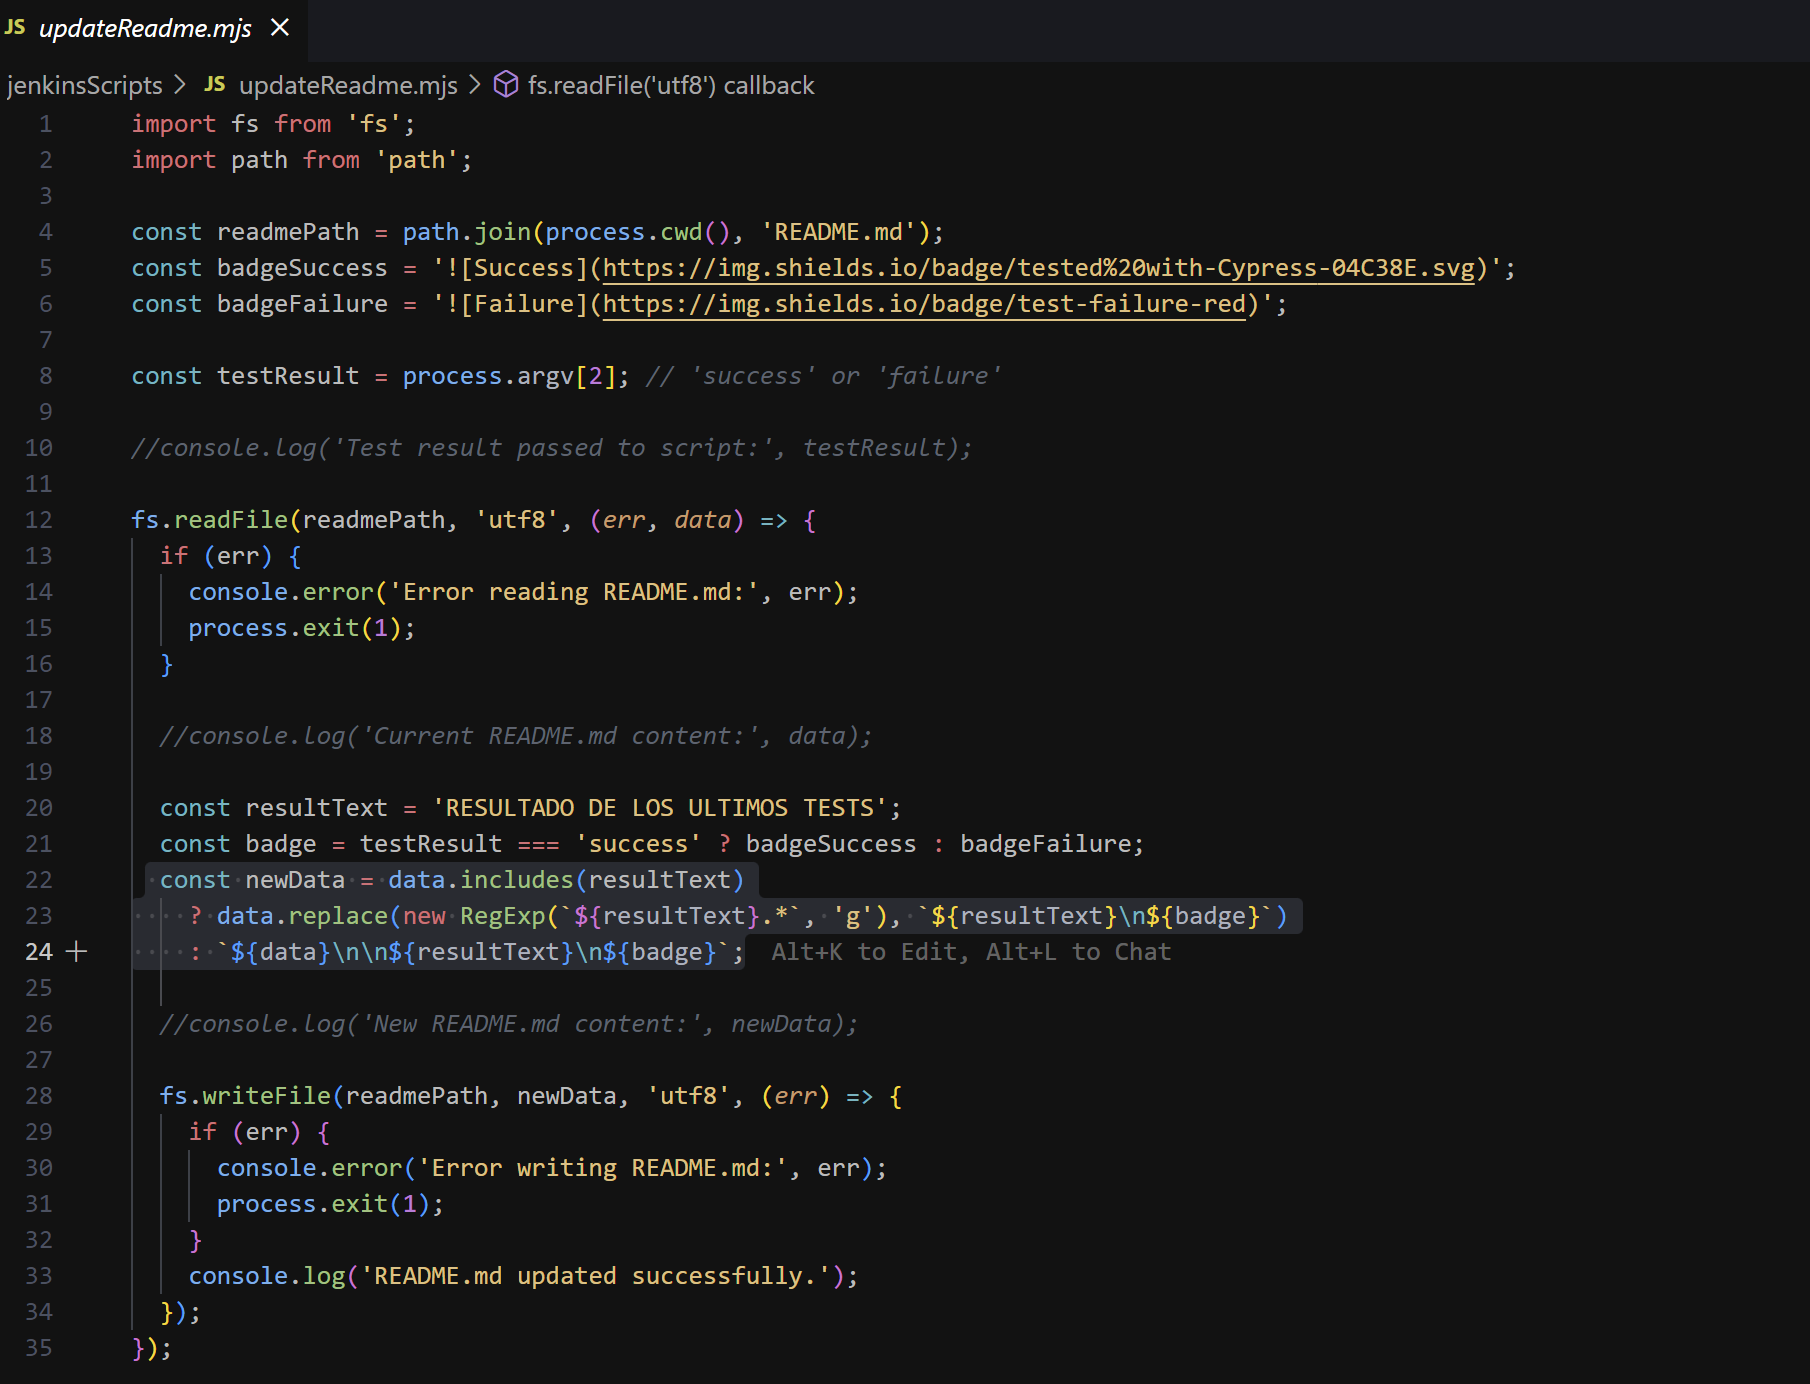 JS updateReadme.mjs ×
jenkinsScripts > JS updateReadme.mjs > fs.readFile('utf8') callback
1 import fs from 'fs';
2 import path from 'path';
3
4 const readmePath = path.join(process.cwd(), 'README.md');
5 const badgeSuccess = '![Success](https://img.shields.io/badge/tested%20with-Cypress-04C38E.svg)';
6 const badgeFailure = '![Failure](https://img.shields.io/badge/test-failure-red)';
7
8 const testResult = process.argv[2]; // 'success' or 'failure'
9
10 //console.log('Test result passed to script:', testResult);
11
12 fs.readFile(readmePath, 'utf8', (err, data) => {
13   if (err) {
14     console.error('Error reading README.md:', err);
15     process.exit(1);
16   }
17
18   //console.log('Current README.md content:', data);
19
20   const resultText = 'RESULTADO DE LOS ULTIMOS TESTS';
21   const badge = testResult === 'success' ? badgeSuccess : badgeFailure;
22   const newData = data.includes(resultText)
23     ? data.replace(new RegExp(`${resultText}.*`, 'g'), `${resultText}\n${badge}`)
24 +     : `${data}\n\n${resultText}\n${badge}`; Alt+K to Edit, Alt+L to Chat
25
26   //console.log('New README.md content:', newData);
27
28   fs.writeFile(readmePath, newData, 'utf8', (err) => {
29     if (err) {
30       console.error('Error writing README.md:', err);
31       process.exit(1);
32     }
33     console.log('README.md updated successfully.');
34   });
35 });